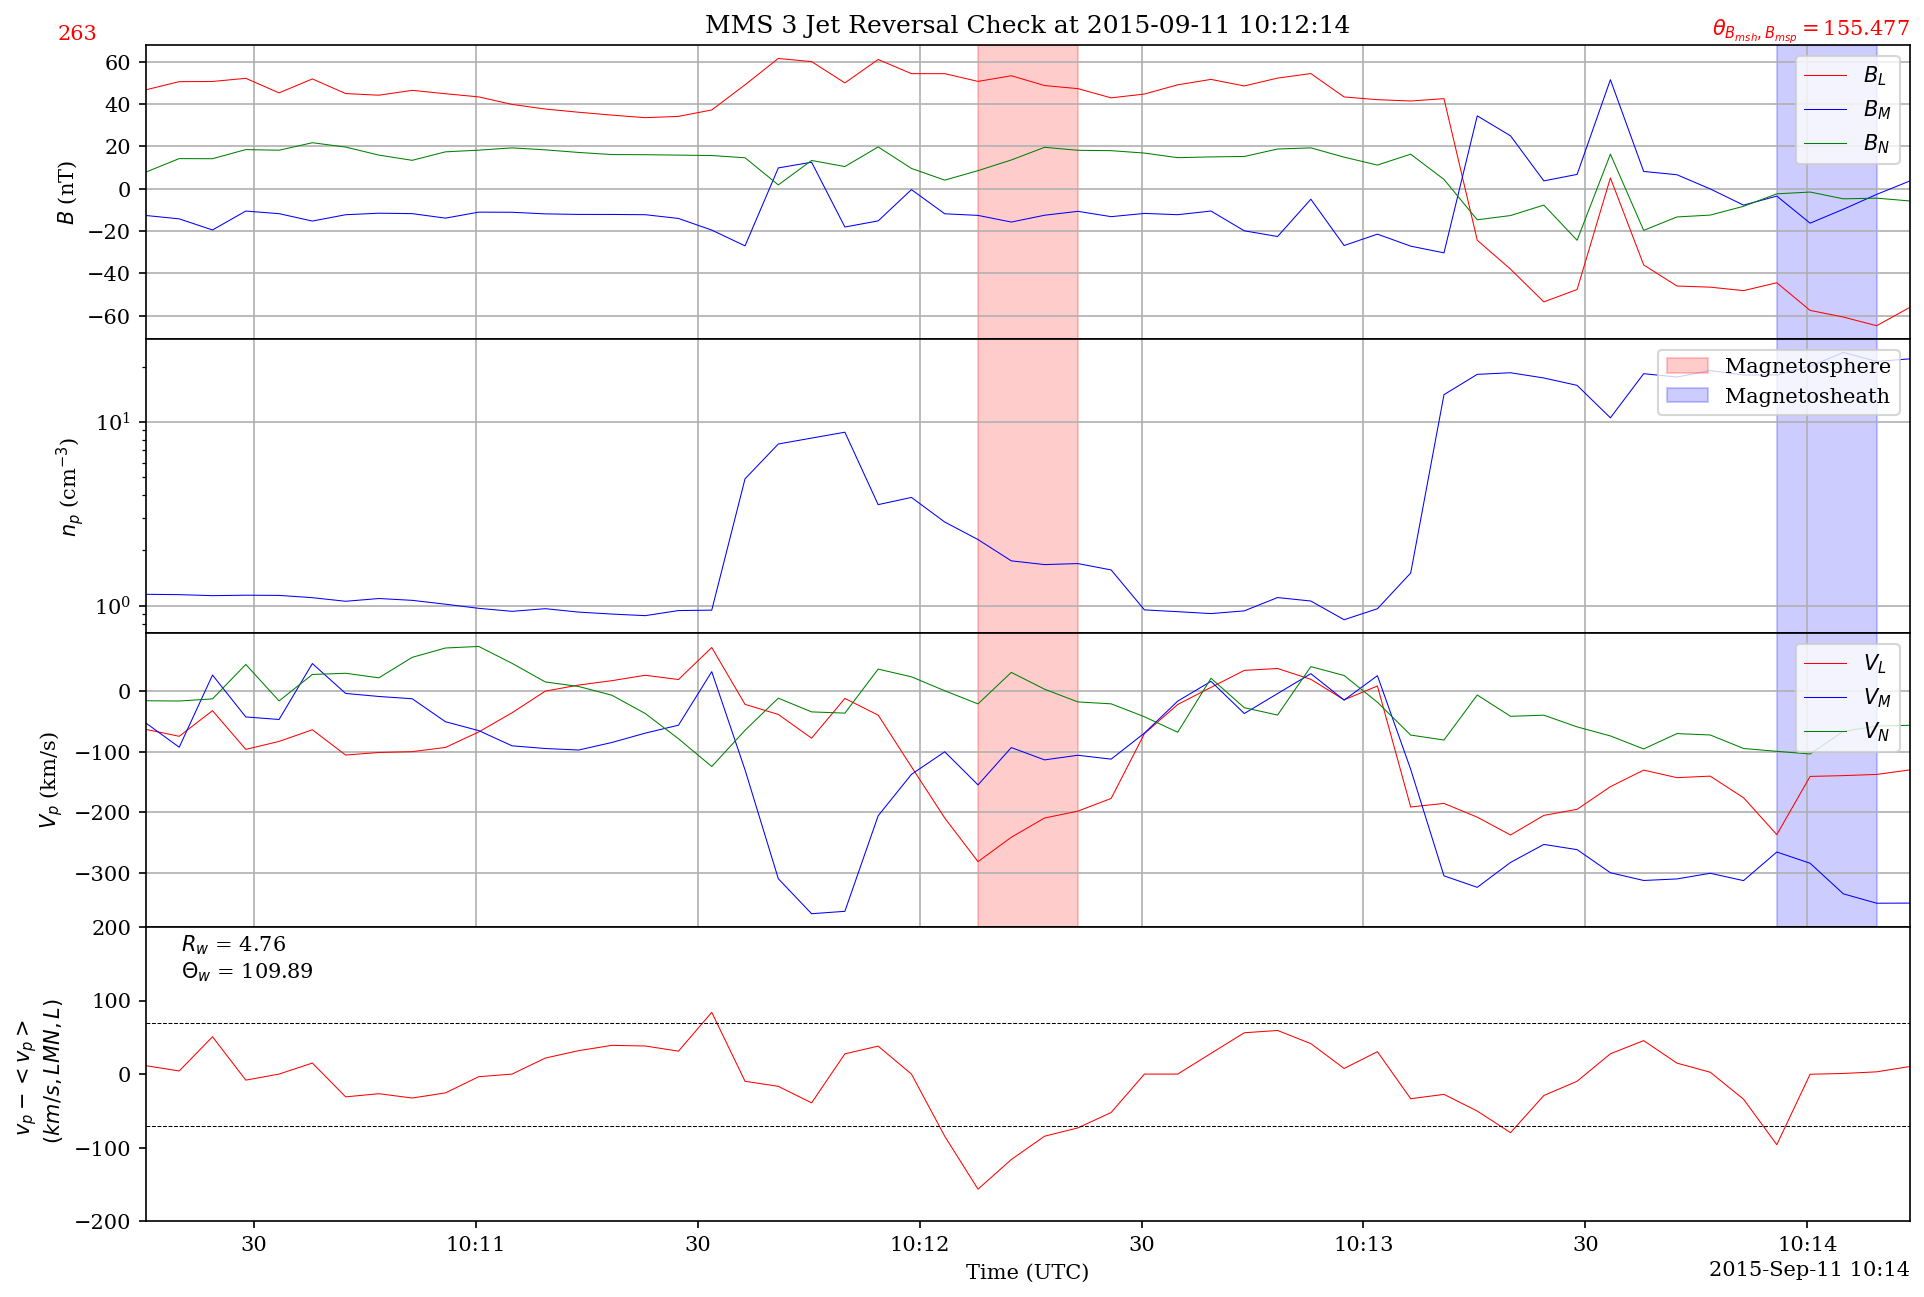 263
MMS 3 Jet Reversal Check at 2015-09-11 10:12:14
θ_{B_{msh}, B_{msp}} = 155.477
60
40
20
0
−20
−40
−60
B (nT)
B_L
B_M
B_N
10^1
10^0
n_p (cm^{−3})
Magnetosphere
Magnetosheath
0
−100
−200
−300
V_p (km/s)
V_L
V_M
V_N
200
100
0
−100
−200
v_p − < v_p >
(km/s, LMN, L)
R_w = 4.76
Θ_w = 109.89
30
10:11
30
10:12
30
10:13
30
10:14
Time (UTC)
2015-Sep-11 10:14